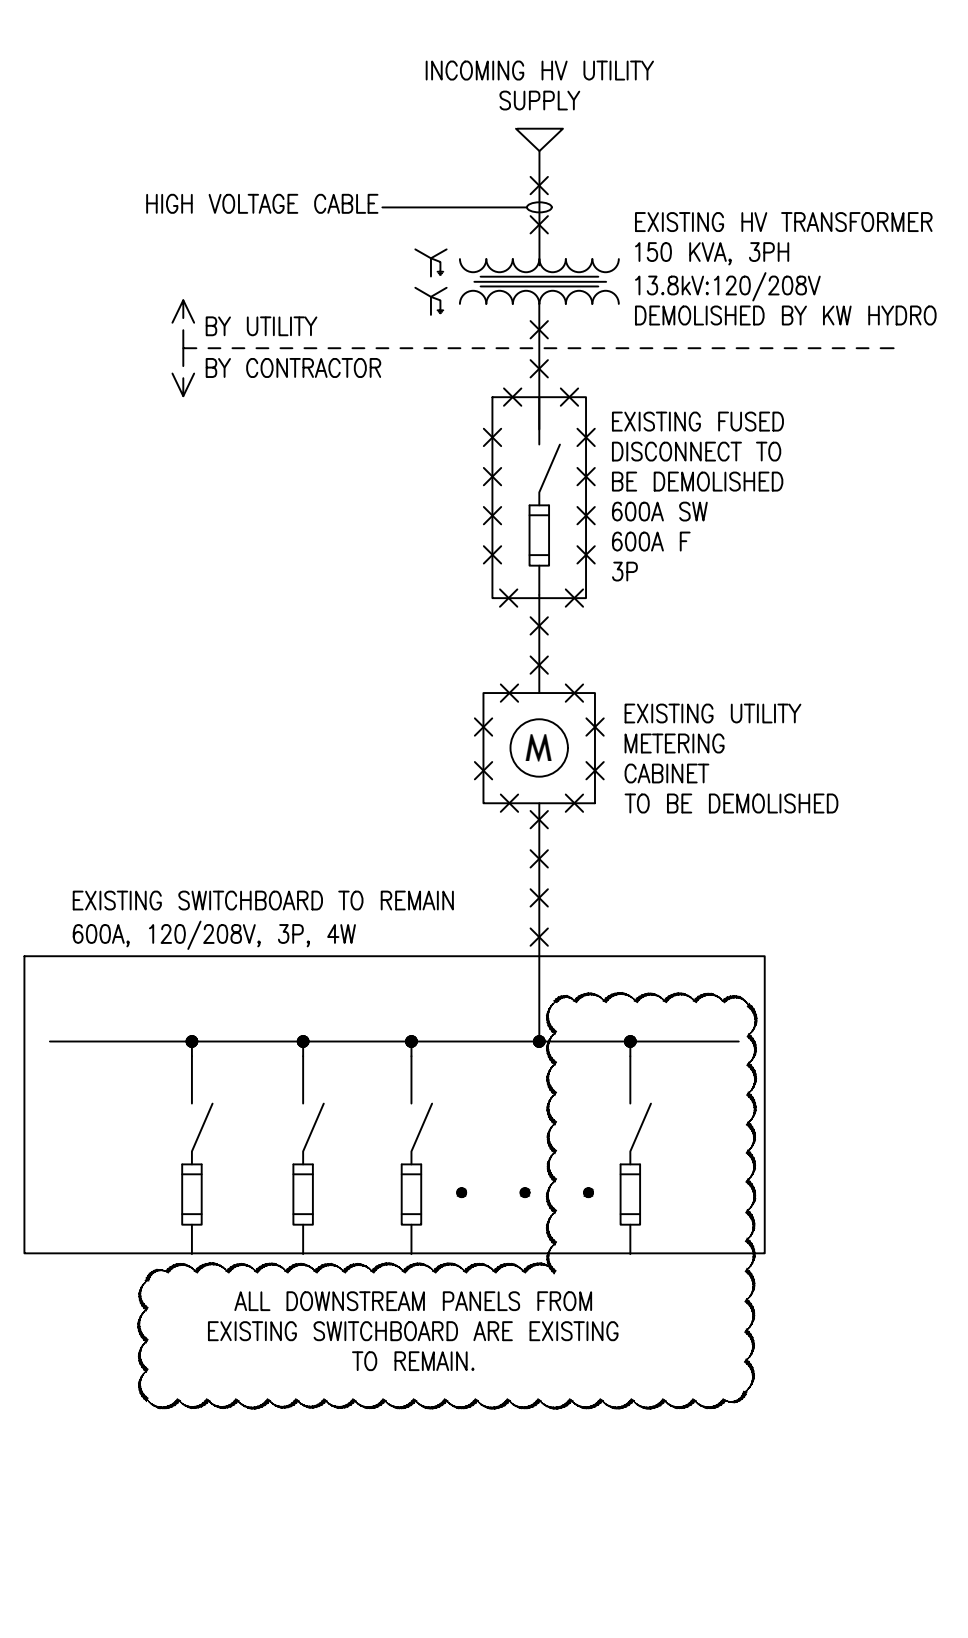 INCOMING HV UTILITY
SUPPLY
HIGH VOLTAGE CABLE
EXISTING HV TRANSFORMER
150 KVA, 3PH
13.8kV:120/208V
DEMOLISHED BY KW HYDRO
BY UTILITY
BY CONTRACTOR
EXISTING FUSED
DISCONNECT TO
BE DEMOLISHED
600A SW
600A F
3P
M
EXISTING UTILITY
METERING
CABINET
TO BE DEMOLISHED
EXISTING SWITCHBOARD TO REMAIN
600A, 120/208V, 3P, 4W
ALL DOWNSTREAM PANELS FROM
EXISTING SWITCHBOARD ARE EXISTING
TO REMAIN.